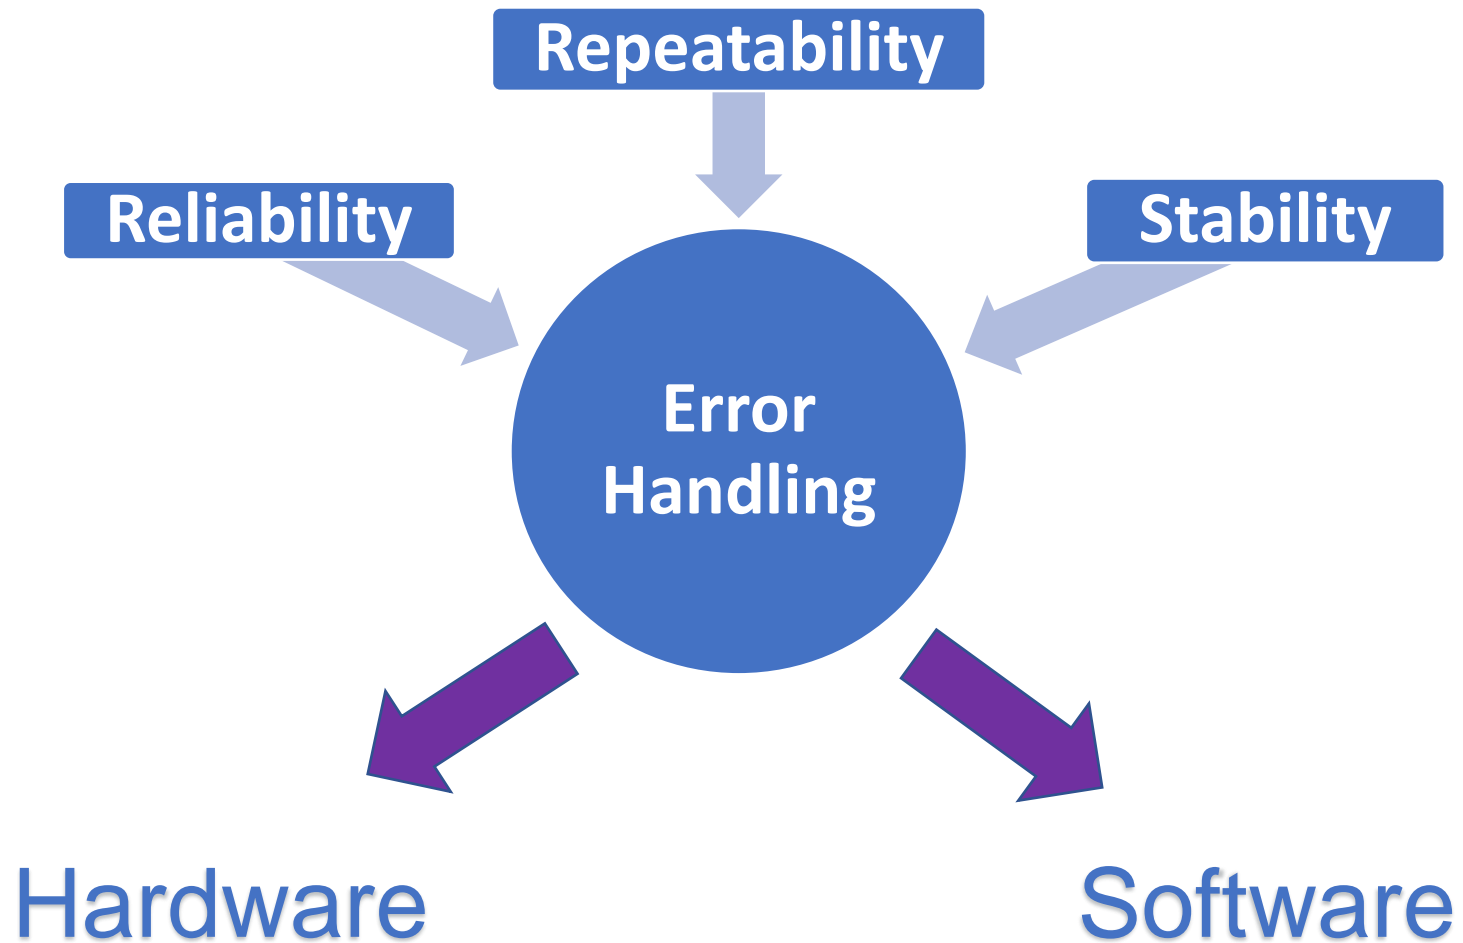 Repeatability
Reliability
Stability
Error
Handling
Hardware
Software